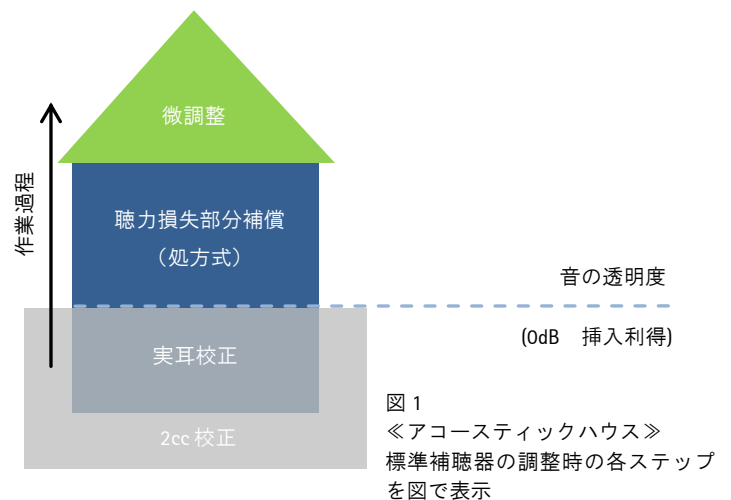 微調整
作業過程
聴力損失部分補償
（処方式）
音の透明度
(0dB　挿入利得)
実耳校正
2cc 校正
図 1
≪アコースティックハウス≫
標準補聴器の調整時の各ステップ
を図で表示